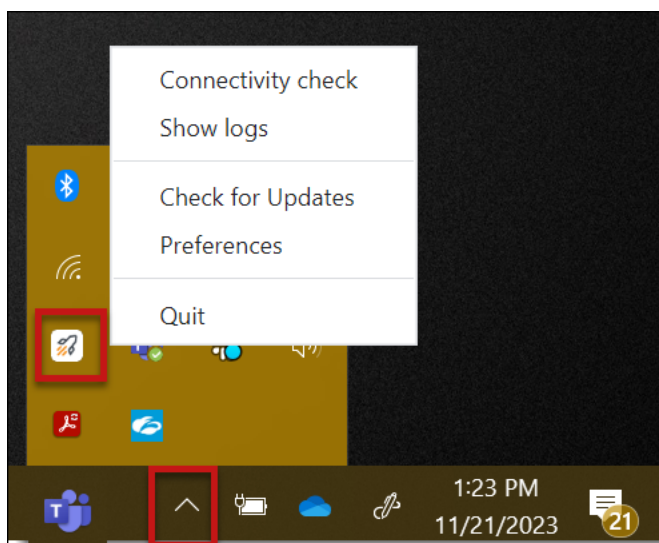 Connectivity check
Show logs
Check for Updates
Preferences
Quit
T
1:23 PM
11/21/2023
21